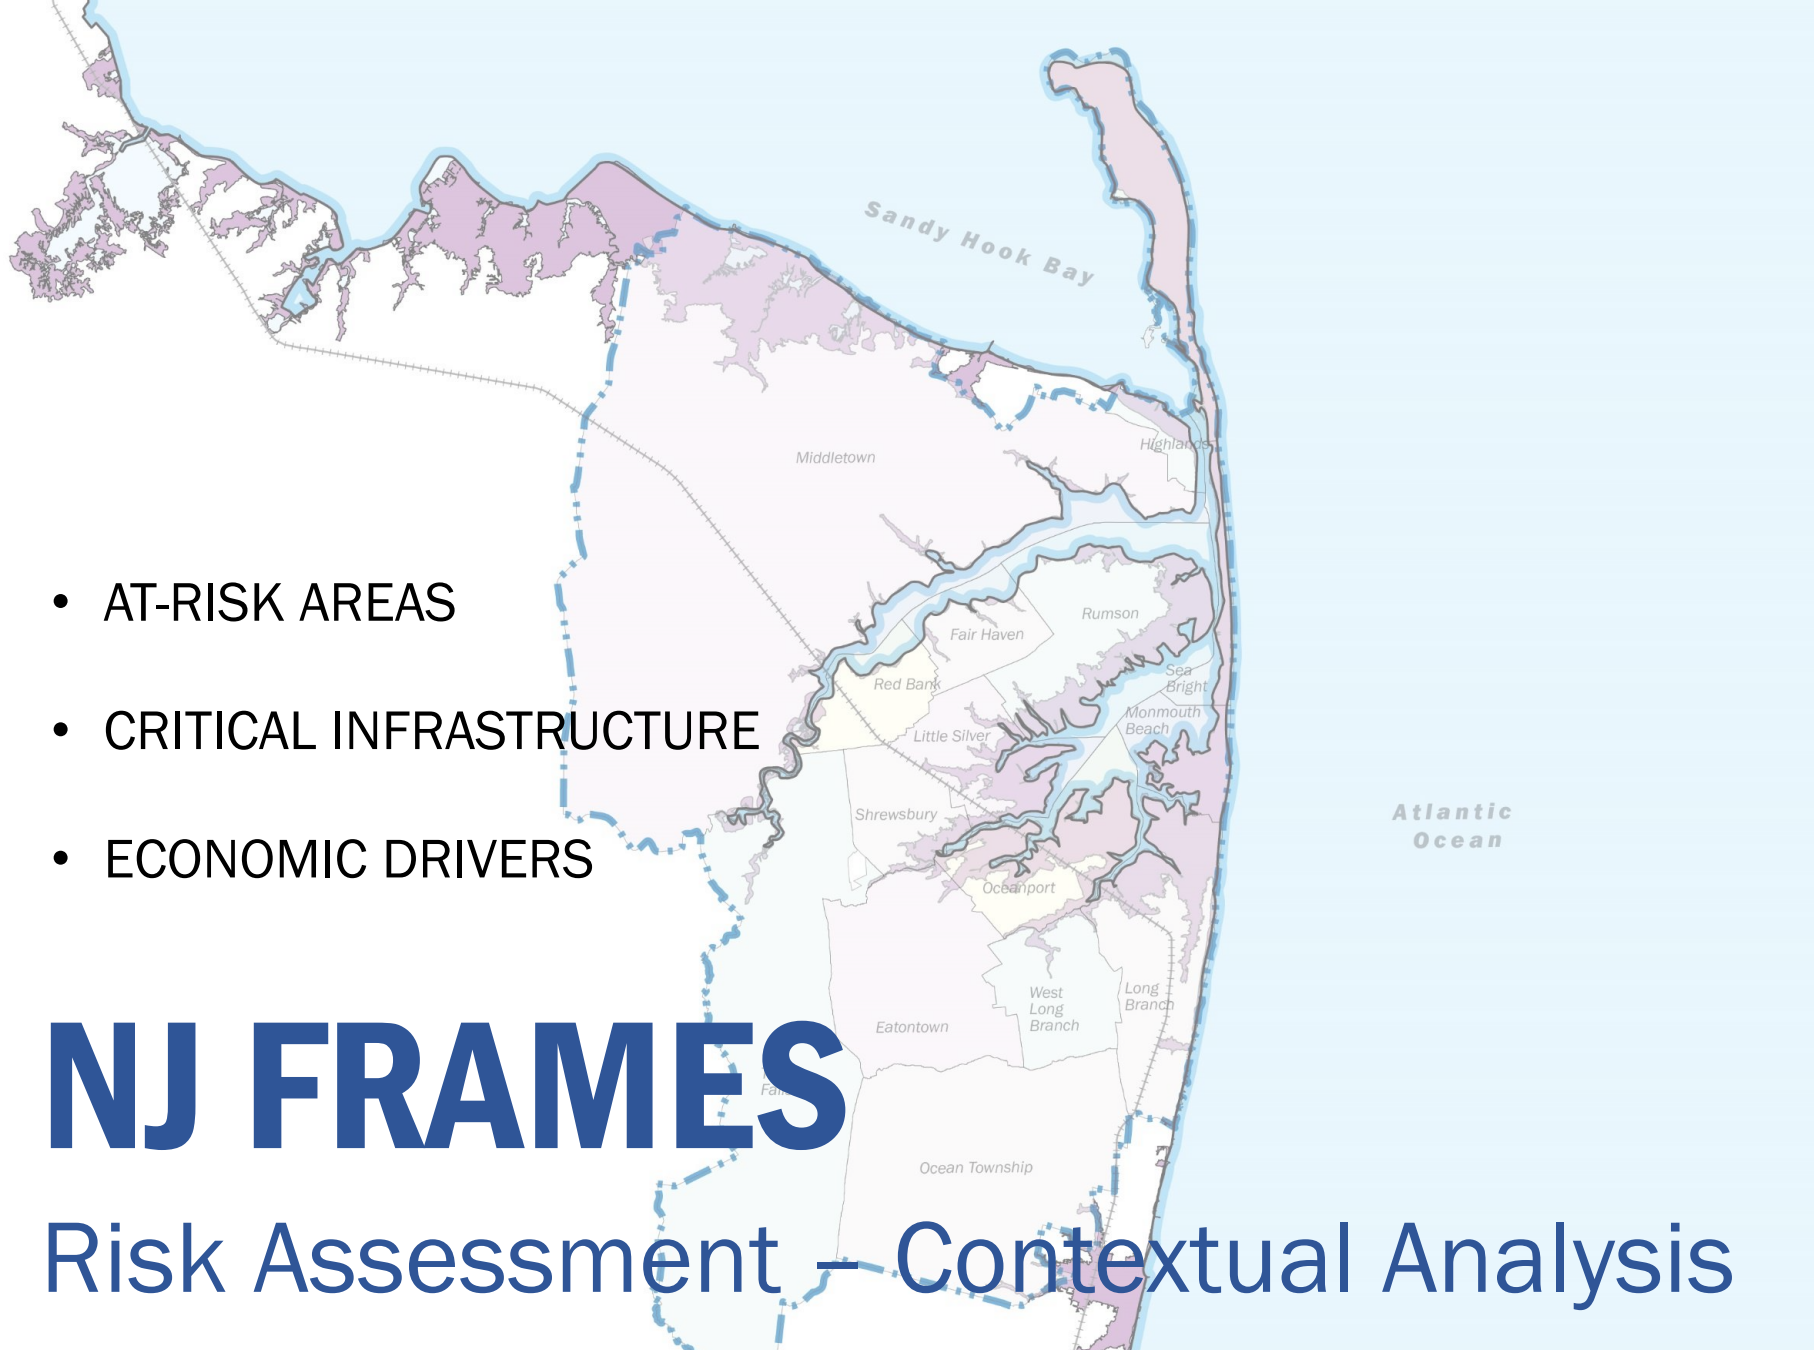 Sandy Hook Bay
Middletown
Highlands
• AT-RISK AREAS
Rumson
Fair Haven
Sea
Bright
Red Bank
Monmouth
Beach
• CRITICAL INFRASTRUCTURE
Little Silver
Shrewsbury
Atlantic
Ocean
• ECONOMIC DRIVERS
Oceanport
West
Long
Branch
Long
Branch
Eatontown
NJ FRAMES
Ocean Township
Risk Assessment – Contextual Analysis